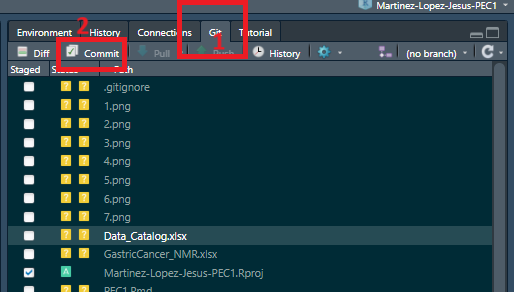 Martinez-Lopez-Jesus-PEC1
2
Environment History Connections Git Tutorial
1
Diff Commit Pull Push History (no branch)
Staged Status Path
? ? .gitignore
? ? 1.png
? ? 2.png
? ? 3.png
? ? 4.png
? ? 5.png
? ? 6.png
? ? 7.png
? ? Data_Catalog.xlsx
? ? GastricCancer_NMR.xlsx
A Martinez-Lopez-Jesus-PEC1.Rproj
? ? PEC1.Rmd